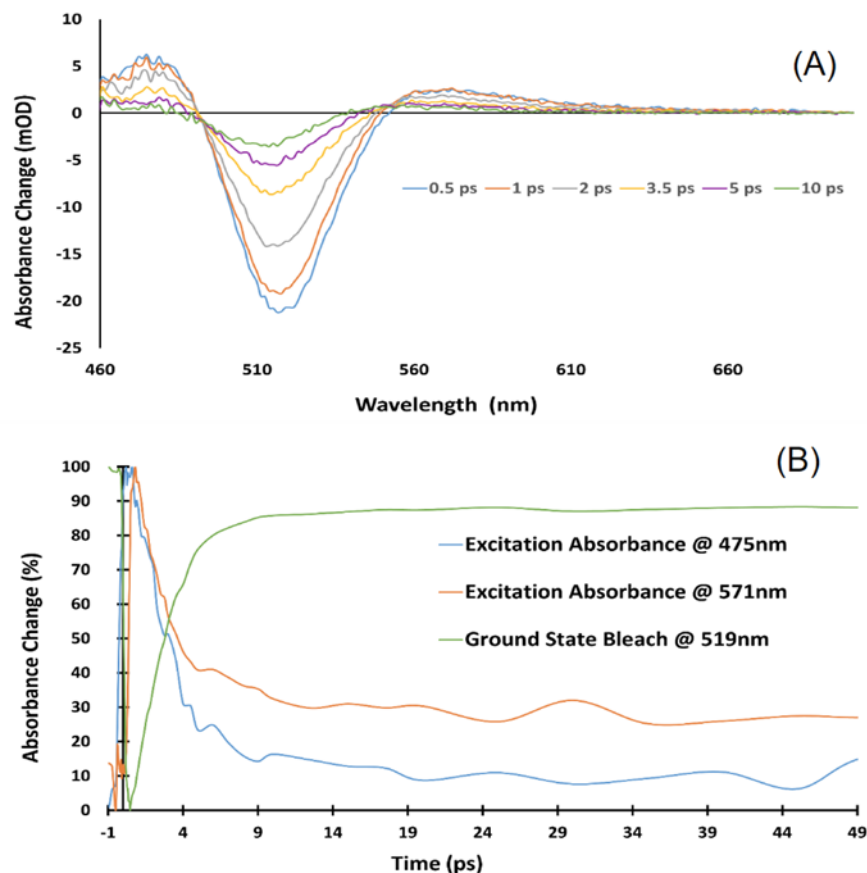 (A)
10
5
0
-5
-10
-15
-20
-25
Absorbance Change (mOD)
0.5 ps 1 ps 2 ps 3.5 ps 5 ps 10 ps
460 510 560 610 660
Wavelength (nm)
(B)
100
90
80
70
60
50
40
30
20
10
0
Absorbance Change (%)
Excitation Absorbance @ 475nm
Excitation Absorbance @ 571nm
Ground State Bleach @ 519nm
-1 4 9 14 19 24 29 34 39 44 49
Time (ps)